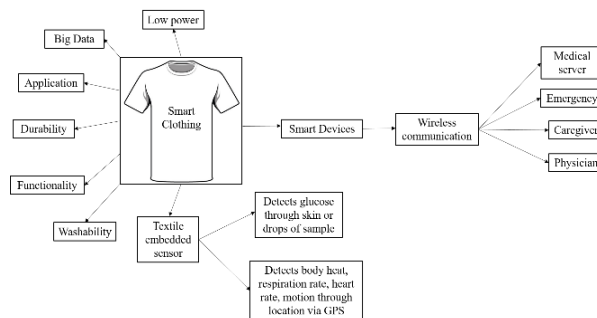 Low power
Big Data
Application
Durability
Functionality
Washability
Smart
Clothing
Textile
embedded
sensor
Detects glucose
through skin or
drops of sample
Detects body heat,
respiration rate, heart
rate, motion through
location via GPS
Smart Devices
Wireless
communication
Medical
server
Emergency
Caregiver
Physician